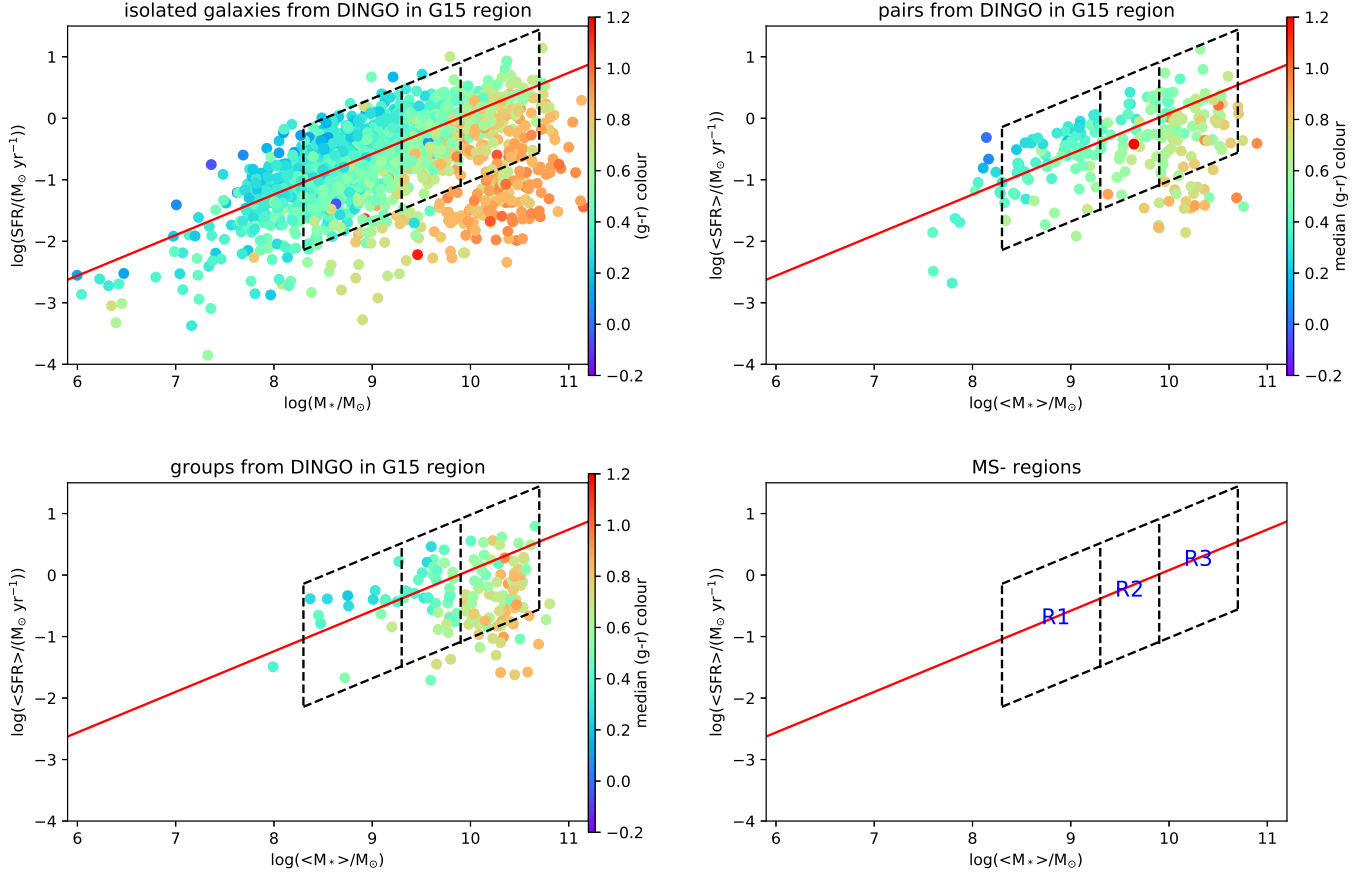 isolated galaxies from DINGO in G15 region
1
0
−1
−2
−3
−4
6 7 8 9 10 11
log(SFR/(M⊙ yr⁻¹))
log(M*/M⊙)
1.2
1.0
0.8
0.6
0.4
0.2
0.0
−0.2
(g-r) colour
pairs from DINGO in G15 region
1
0
−1
−2
−3
−4
6 7 8 9 10 11
log(<SFR>/(M⊙ yr⁻¹))
log(<M*>/M⊙)
1.2
1.0
0.8
0.6
0.4
0.2
0.0
−0.2
median (g-r) colour
groups from DINGO in G15 region
1
0
−1
−2
−3
−4
6 7 8 9 10 11
log(<SFR>/(M⊙ yr⁻¹))
log(<M*>/M⊙)
1.2
1.0
0.8
0.6
0.4
0.2
0.0
−0.2
median (g-r) colour
MS- regions
1
0
−1
−2
−3
−4
6 7 8 9 10 11
log(<SFR>/(M⊙ yr⁻¹))
log(<M*>/M⊙)
R1
R2
R3